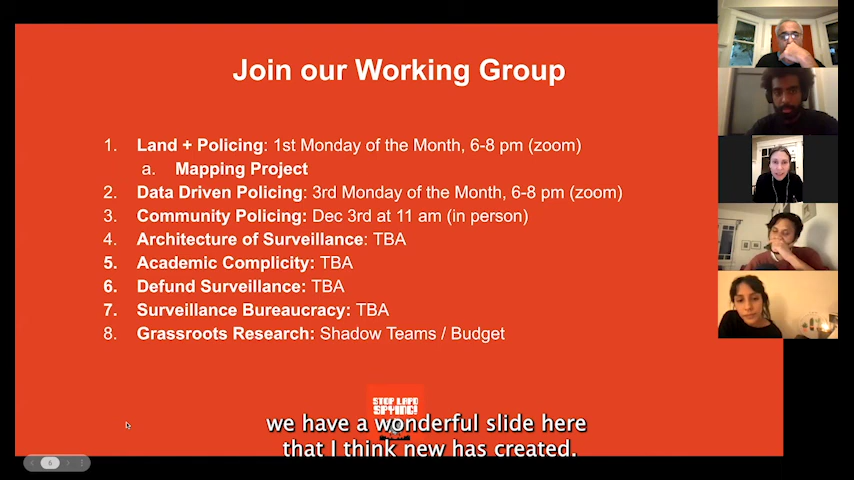 Join our Working Group
1. Land + Policing: 1st Monday of the Month, 6-8 pm (zoom)
a. Mapping Project
2. Data Driven Policing: 3rd Monday of the Month, 6-8 pm (zoom)
3. Community Policing: Dec 3rd at 11 am (in person)
4. Architecture of Surveillance: TBA
5. Academic Complicity: TBA
6. Defund Surveillance: TBA
7. Surveillance Bureaucracy: TBA
8. Grassroots Research: Shadow Teams / Budget
STOP LAPD
SPYING!
we have a wonderful slide here
that I think new has created.
6